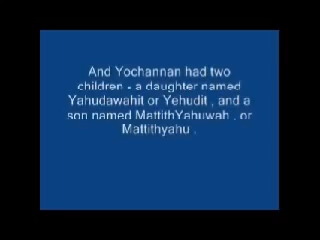 And Yochannan had two
children - a daughter named
Yahudawahit or Yehudit , and a
son named MattithYahuwah , or
Mattithyahu .